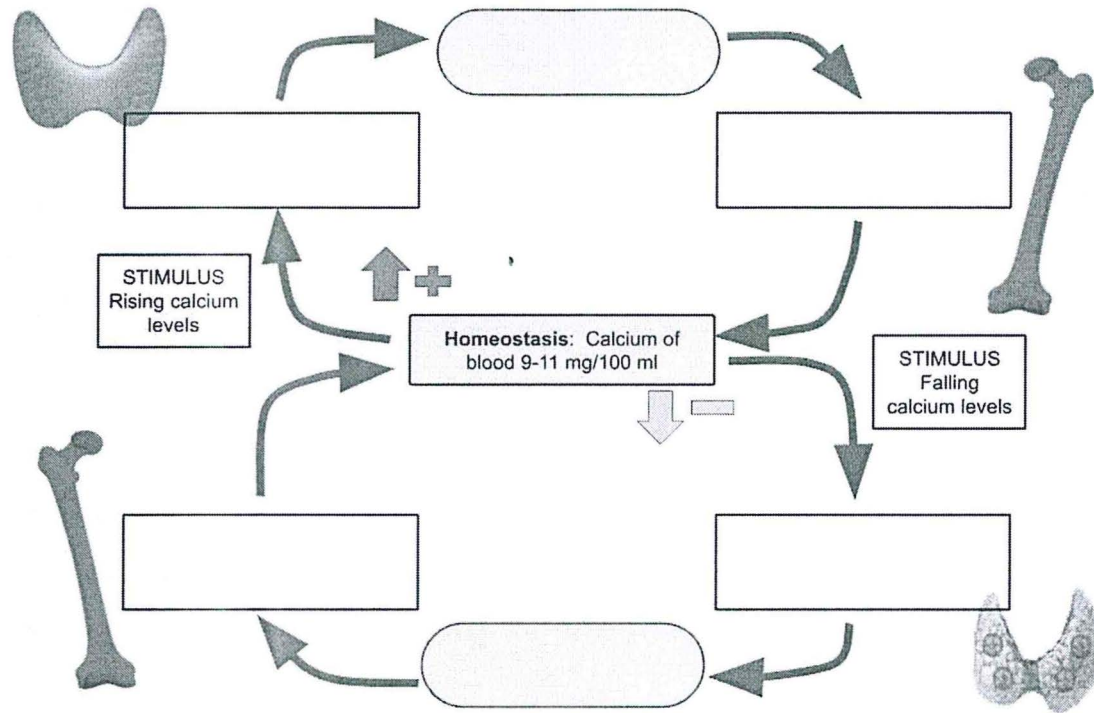 STIMULUS
Rising calcium
levels
Homeostasis: Calcium of
blood 9-11 mg/100 ml
STIMULUS
Falling
calcium levels